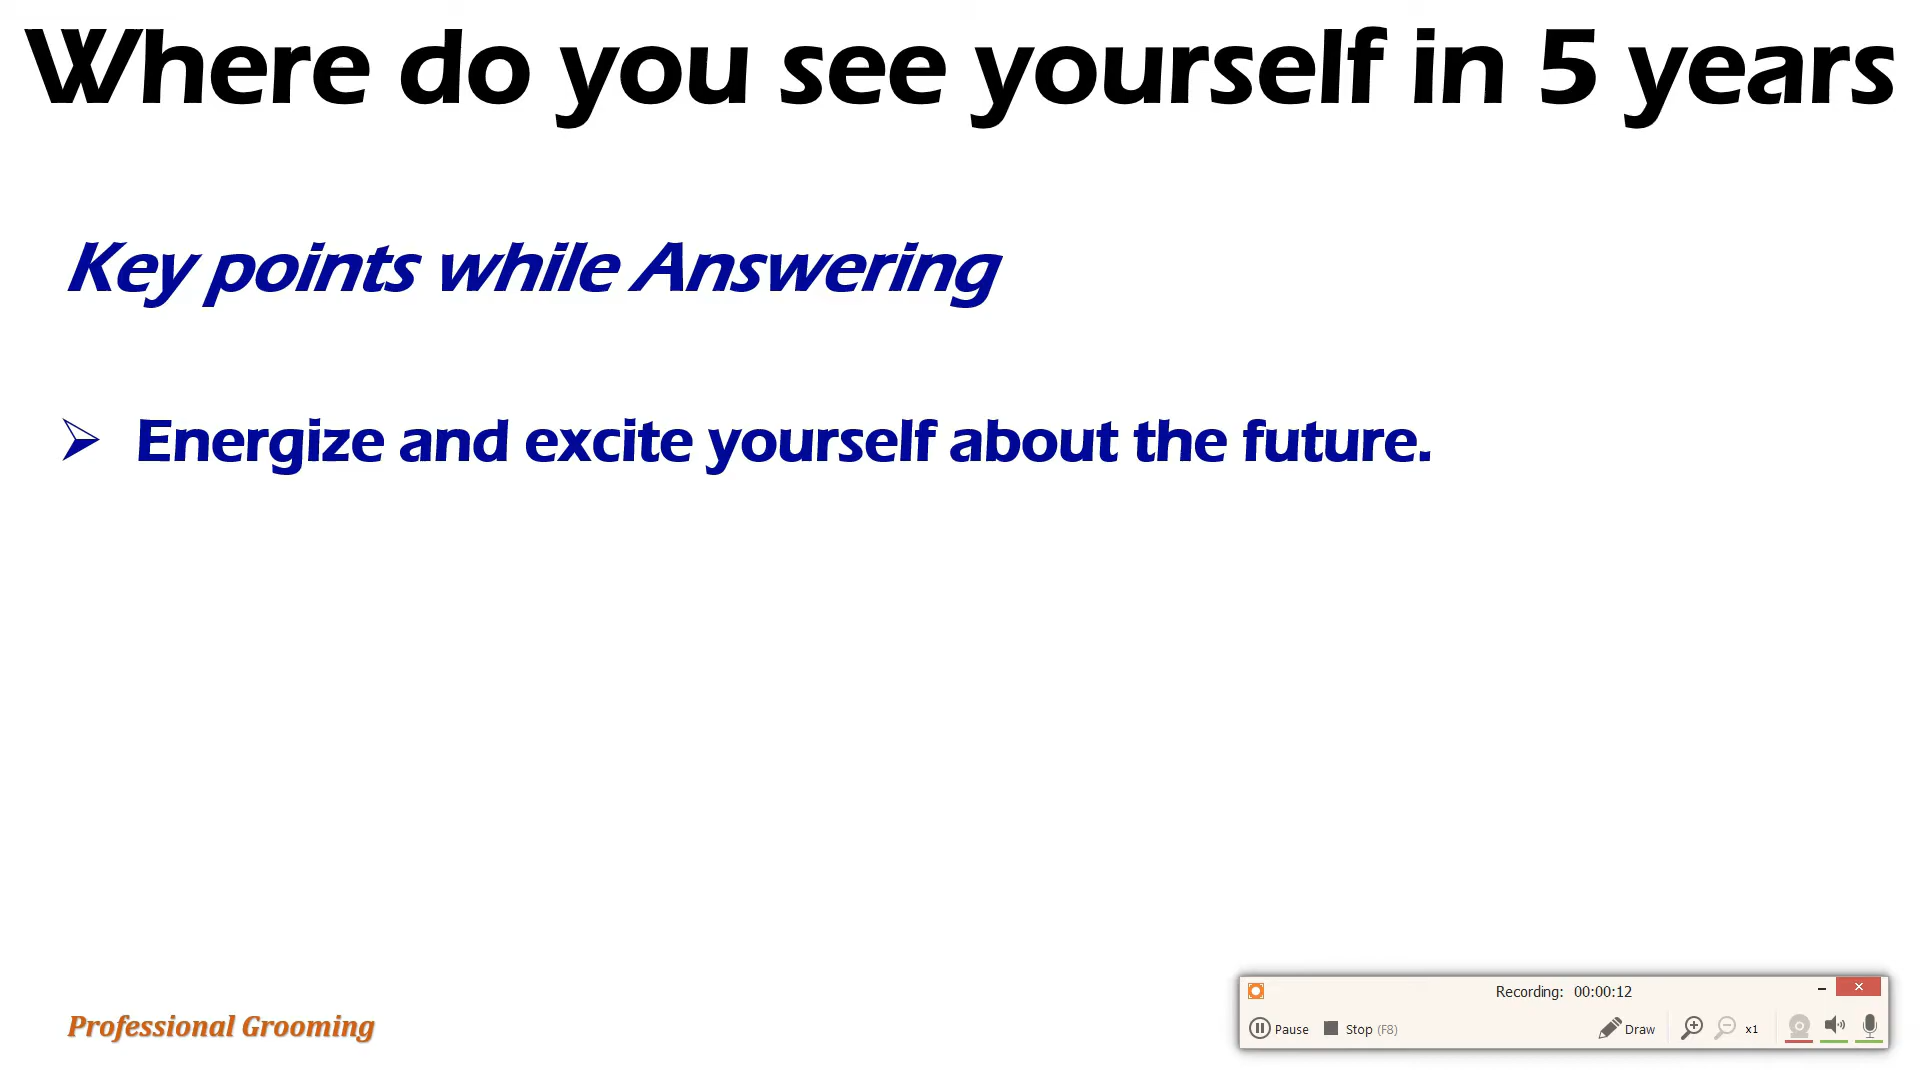 Where do you see yourself in 5 years
Key points while Answering
Energize and excite yourself about the future.
Professional Grooming
Recording: 00:00:12
Pause Stop (F8) Draw x1